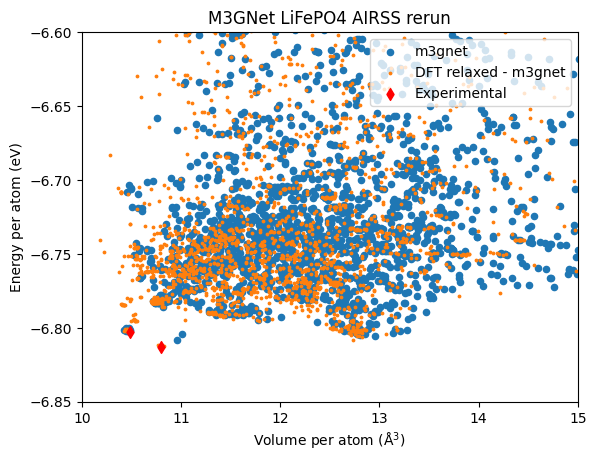 M3GNet LiFePO4 AIRSS rerun
−6.60
−6.65
−6.70
−6.75
−6.80
−6.85
Energy per atom (eV)
m3gnet
DFT relaxed - m3gnet
Experimental
10 11 12 13 14 15
Volume per atom (Å³)